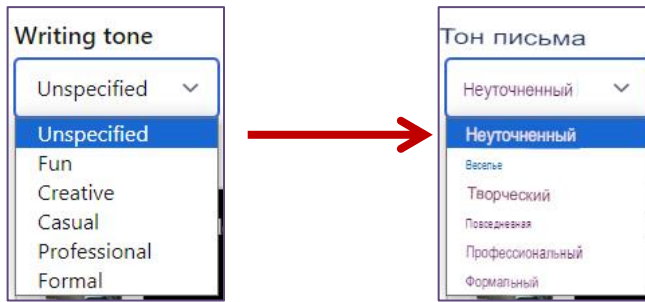 Writing tone
Unspecified
Unspecified
Fun
Creative
Casual
Professional
Formal
Тон письма
Неуточненный
Неуточненный
Веселье
Творческий
Повседневная
Профессиональный
Формальный